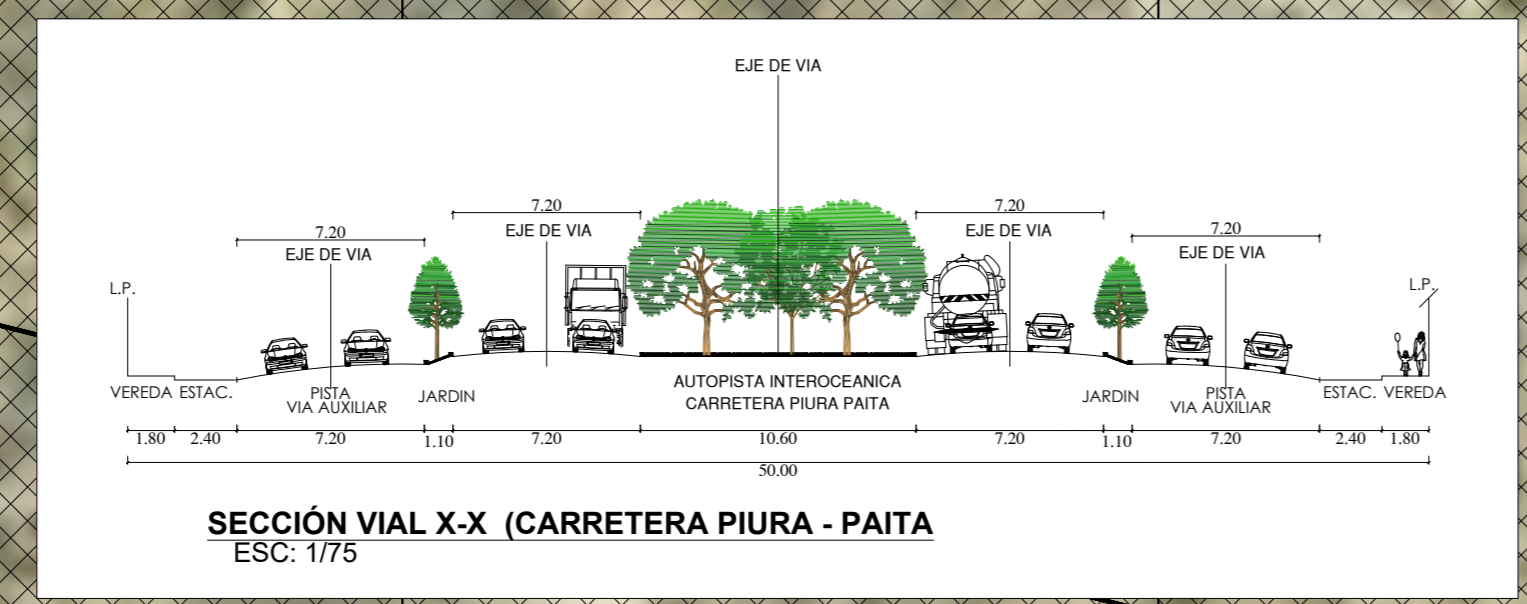 EJE DE VIA
7.20
7.20
7.20
EJE DE VIA
EJE DE VIA
7.20
EJE DE VIA
EJE DE VIA
L.P.
L.P.
VEREDA ESTAC.
PISTA
VIA AUXILIAR
JARDIN
AUTOPISTA INTEROCEANICA
CARRETERA PIURA PAITA
JARDIN
PISTA
VIA AUXILIAR
ESTAC. VEREDA
1.80 2.40 7.20 1.10 7.20 10.60 7.20 1.10 7.20 2.40 1.80
50.00
SECCIÓN VIAL X-X (CARRETERA PIURA - PAITA
ESC: 1/75